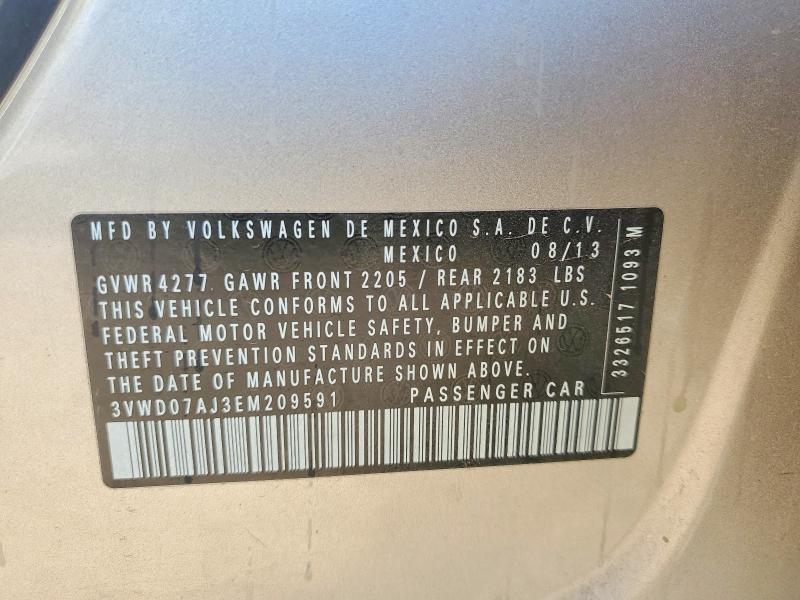 MFD BY VOLKSWAGEN DE MEXICO S.A. DE C.V.
MEXICO 08/13
GVWR 4277. GAWR FRONT 2205 / REAR 2183 LBS
THIS VEHICLE CONFORMS TO ALL APPLICABLE U.S.
FEDERAL MOTOR VEHICLE SAFETY, BUMPER AND
THEFT PREVENTION STANDARDS IN EFFECT ON
THE DATE OF MANUFACTURE SHOWN ABOVE.
3VWD07AJ3EM209591 PASSENGER CAR
3326517 1093 M